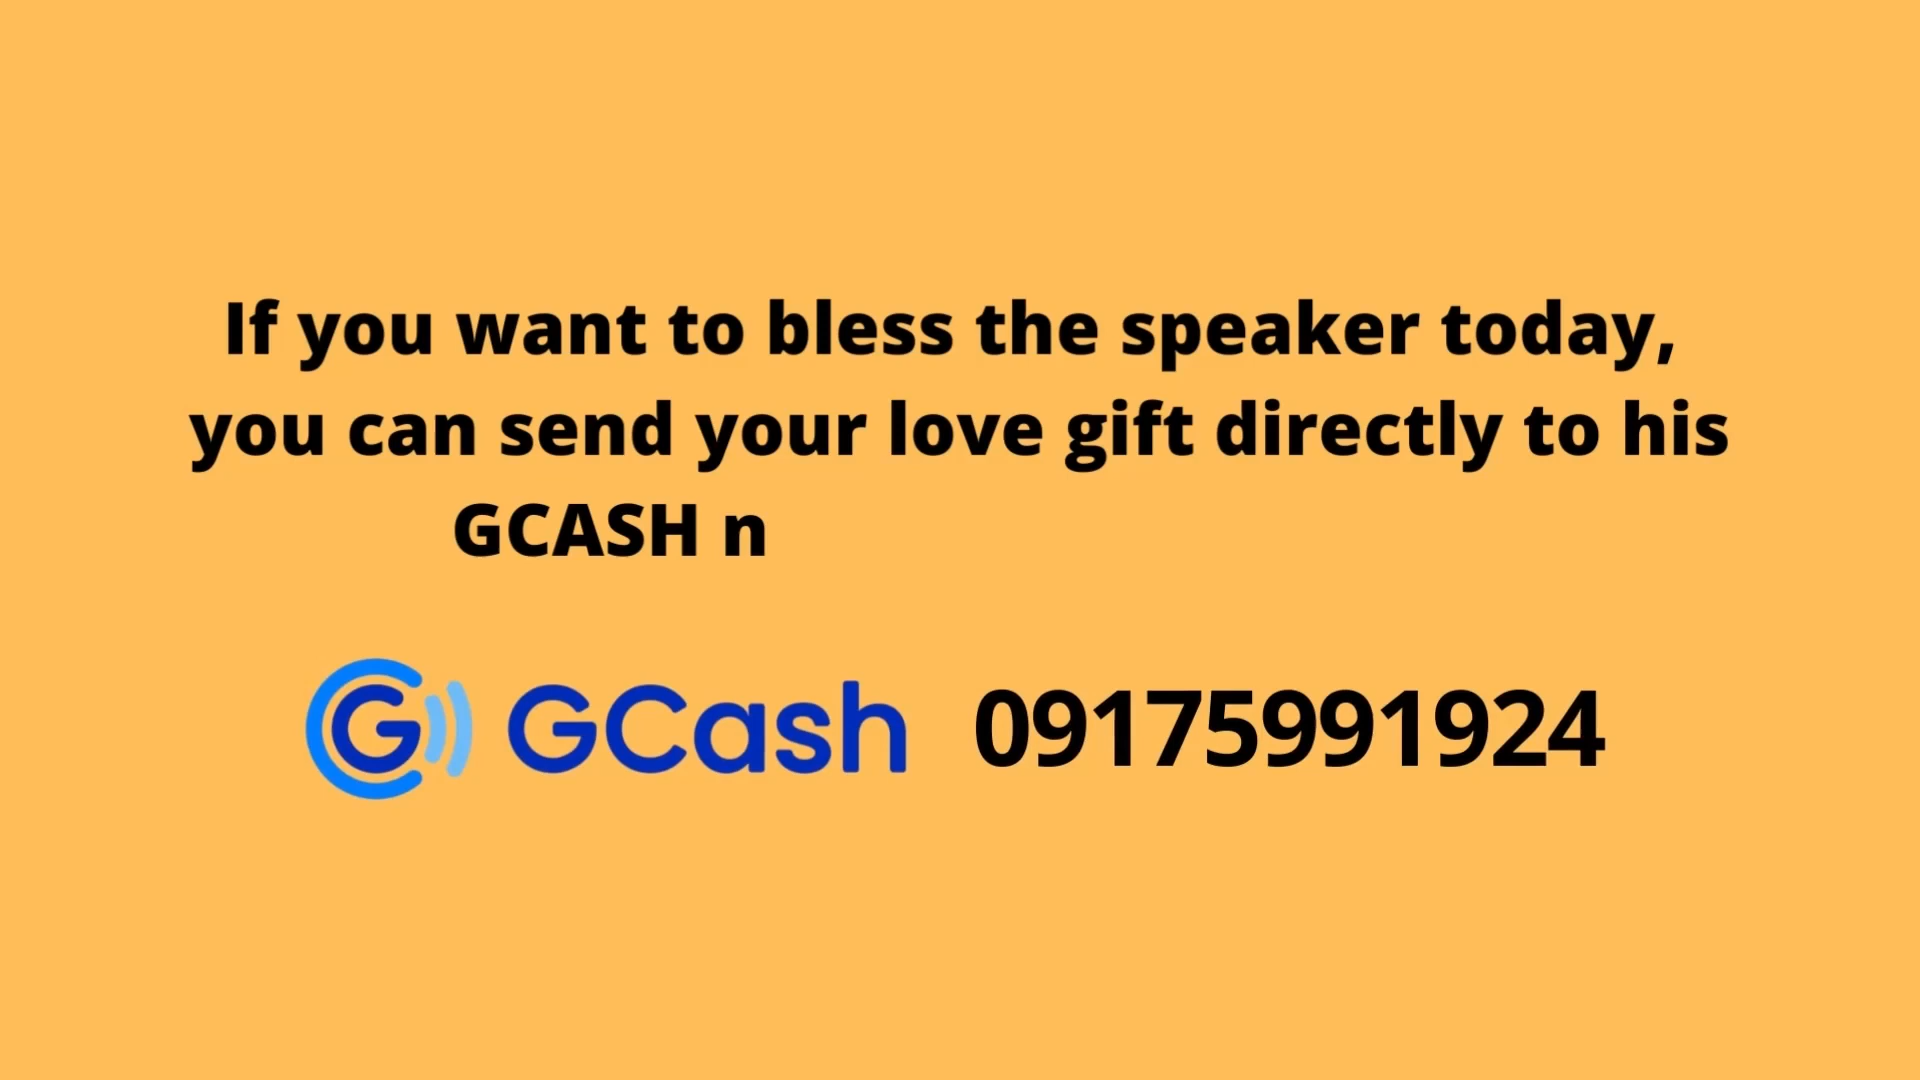 If you want to bless the speaker today,
you can send your love gift directly to his
GCASH n
GCash 09175991924